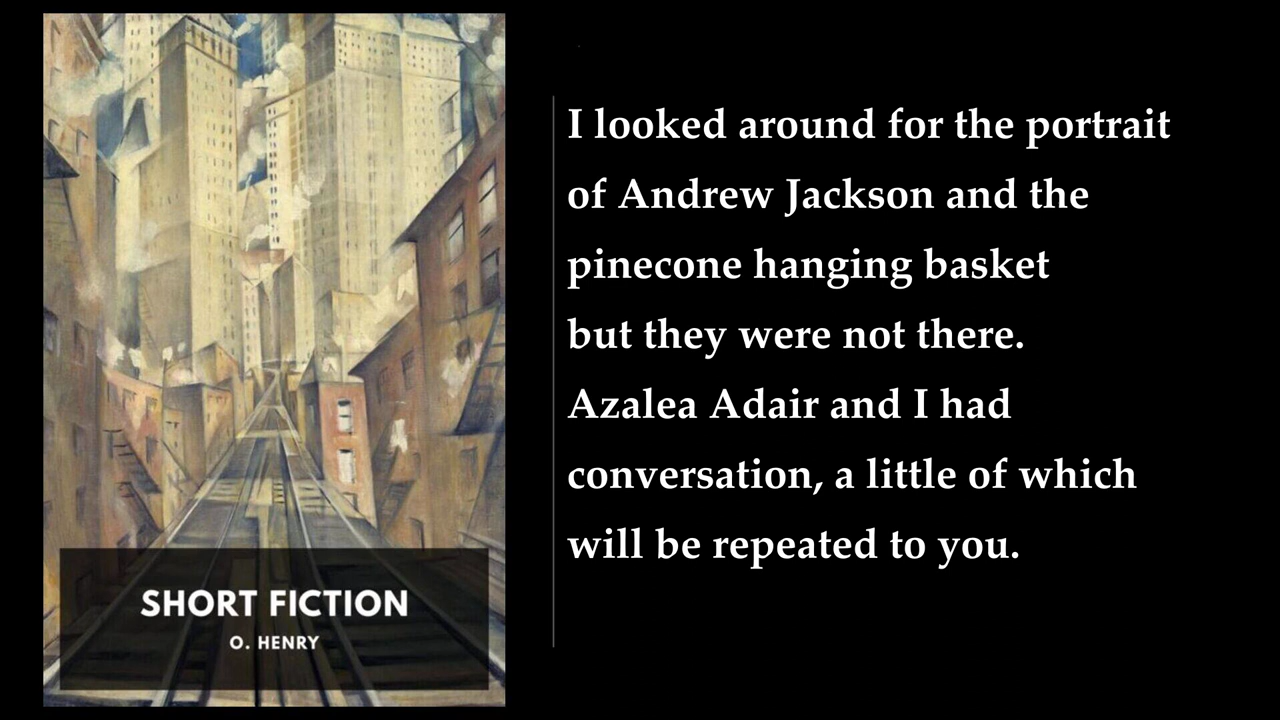 SHORT FICTION
O. HENRY
I looked around for the portrait
of Andrew Jackson and the
pinecone hanging basket
but they were not there.
Azalea Adair and I had
conversation, a little of which
will be repeated to you.